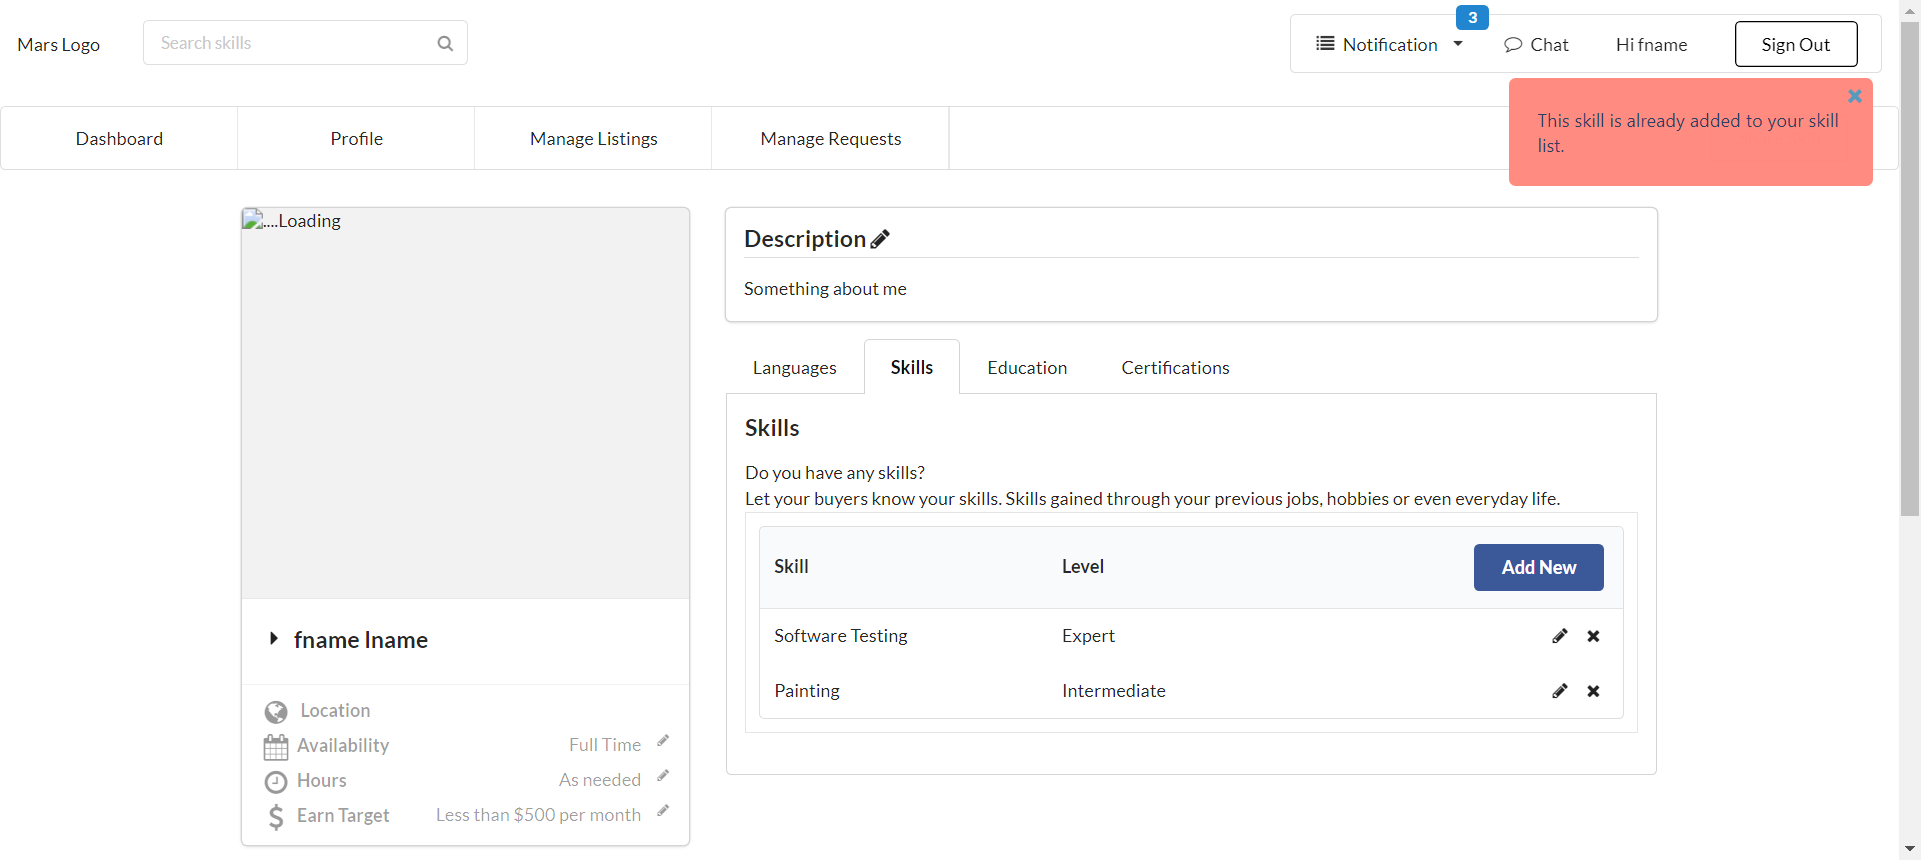 Mars Logo
Search skills
Notification
3
Chat
Hi fname
Sign Out
This skill is already added to your skill
list.
Dashboard
Profile
Manage Listings
Manage Requests
....Loading
fname lname
Location
Availability
Full Time
Hours
As needed
Earn Target
Less than $500 per month
Description
Something about me
Languages
Skills
Education
Certifications
Skills
Do you have any skills?
Let your buyers know your skills. Skills gained through your previous jobs, hobbies or even everyday life.
Skill
Level
Add New
Software Testing
Expert
Painting
Intermediate